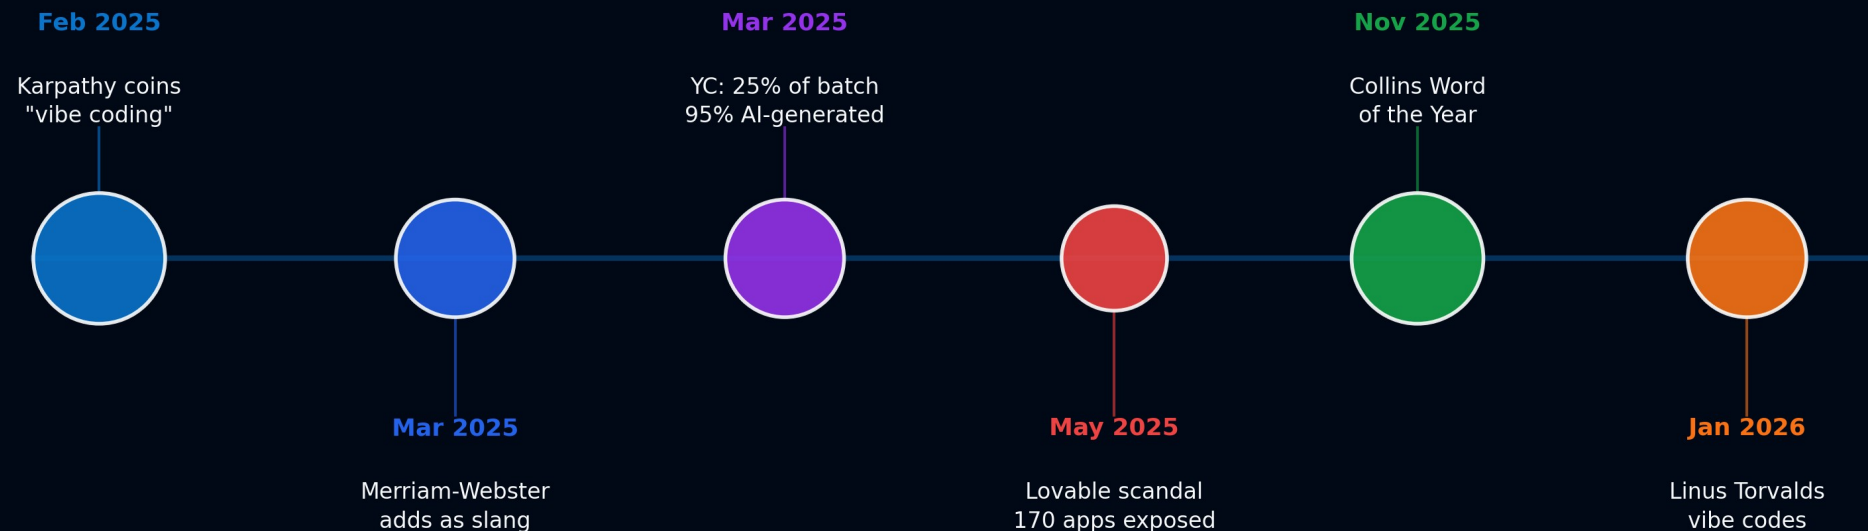 Feb 2025
Karpathy coins
"vibe coding"
Mar 2025
Merriam-Webster
adds as slang
Mar 2025
YC: 25% of batch
95% AI-generated
May 2025
Lovable scandal
170 apps exposed
Nov 2025
Collins Word
of the Year
Jan 2026
Linus Torvalds
vibe codes